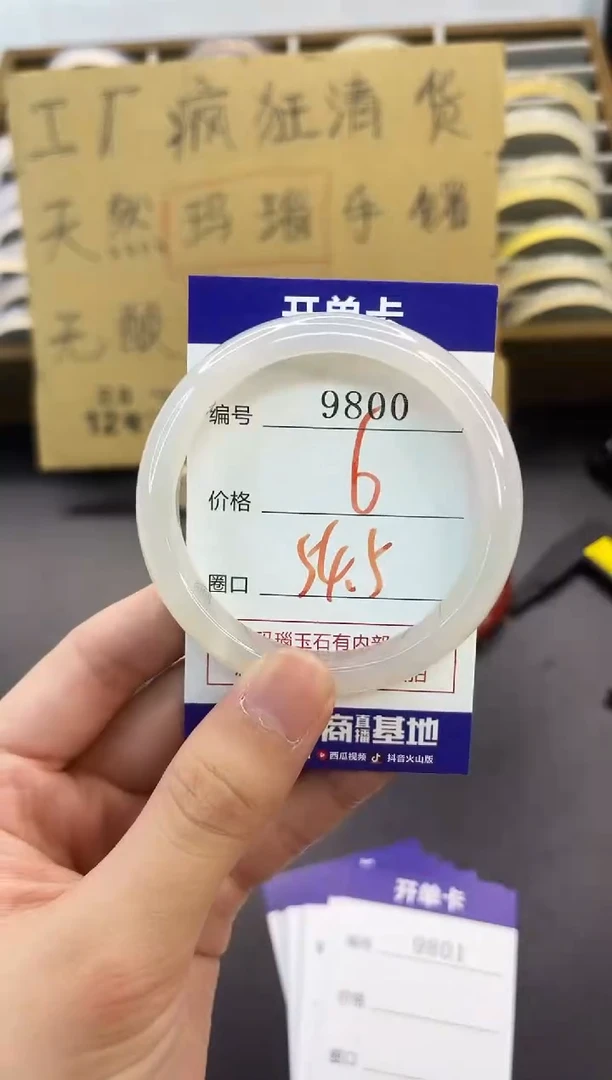 工厂疯狂清货
天然玛瑙手镯
无酸
12年
开单卡
编号 9800
价格 6
圈口 54.5
玛瑙玉石有内部
商直播基地
西瓜视频 抖音火山版
开单卡
编号 9801
价格
圈口